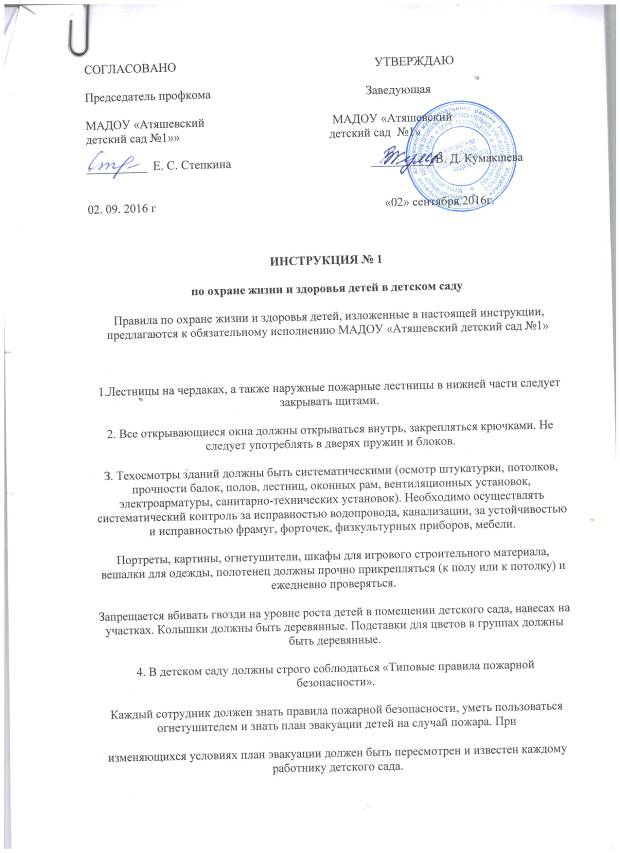 СОГЛАСОВАНО
Председатель профкома
МАДОУ «Атяшевский
детский сад №1»»
Е. С. Степкина
02. 09. 2016 г
УТВЕРЖДАЮ
Заведующая
МАДОУ «Атяшевский
детский сад №1»
В. Д. Кумакшева
«02» сентября 2016г.
ИНСТРУКЦИЯ № 1
по охране жизни и здоровья детей в детском саду
Правила по охране жизни и здоровья детей, изложенные в настоящей инструкции,
предлагаются к обязательному исполнению МАДОУ «Атяшевский детский сад №1»
1.Лестницы на чердаках, а также наружные пожарные лестницы в нижней части следует
закрывать щитами.
2. Все открывающиеся окна должны открываться внутрь, закрепляться крючками. Не
следует употреблять в дверях пружин и блоков.
3. Техосмотры зданий должны быть систематическими (осмотр штукатурки, потолков,
прочности балок, полов, лестниц, оконных рам, вентиляционных установок,
электроарматуры, санитарно-технических установок). Необходимо осуществлять
систематический контроль за исправностью водопровода, канализации, за устойчивостью
и исправностью фрамуг, форточек, физкультурных приборов, мебели.
Портреты, картины, огнетушители, шкафы для игрового строительного материала,
вешалки для одежды, полотенец должны прочно прикрепляться (к полу или к потолку) и
ежедневно проверяться.
Запрещается вбивать гвозди на уровне роста детей в помещении детского сада, навесах на
участках. Колышки должны быть деревянные. Подставки для цветов в группах должны
быть деревянные.
4. В детском саду должны строго соблюдаться «Типовые правила пожарной
безопасности».
Каждый сотрудник должен знать правила пожарной безопасности, уметь пользоваться
огнетушителем и знать план эвакуации детей на случай пожара. При
изменяющихся условиях план эвакуации должен быть пересмотрен и известен каждому
работнику детского сада.